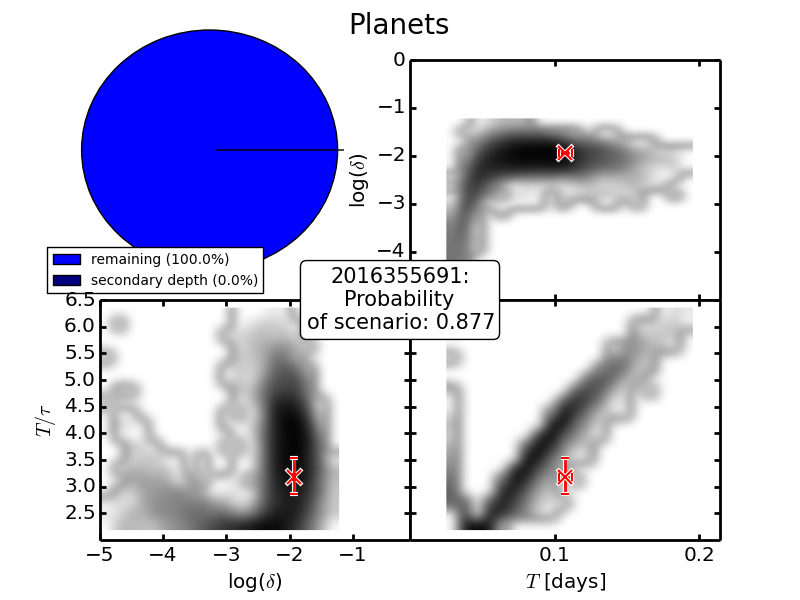 Planets
0
−1
−2
−3
−4
log(δ)
remaining (100.0%)
secondary depth (0.0%)
2016355691:
Probability
of scenario: 0.877
6.5
6.0
5.5
5.0
4.5
4.0
3.5
3.0
2.5
T/τ
−5 −4 −3 −2 −1
log(δ)
0.1 0.2
T [days]